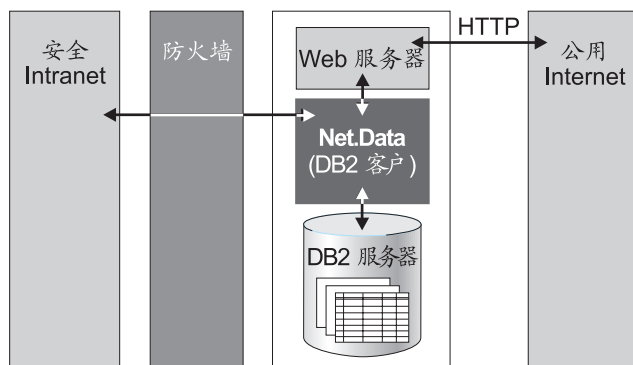 安全
Intranet
防火墙
Web 服务器
HTTP
公用
Internet
Net.Data
(DB2 客户)
DB2 服务器